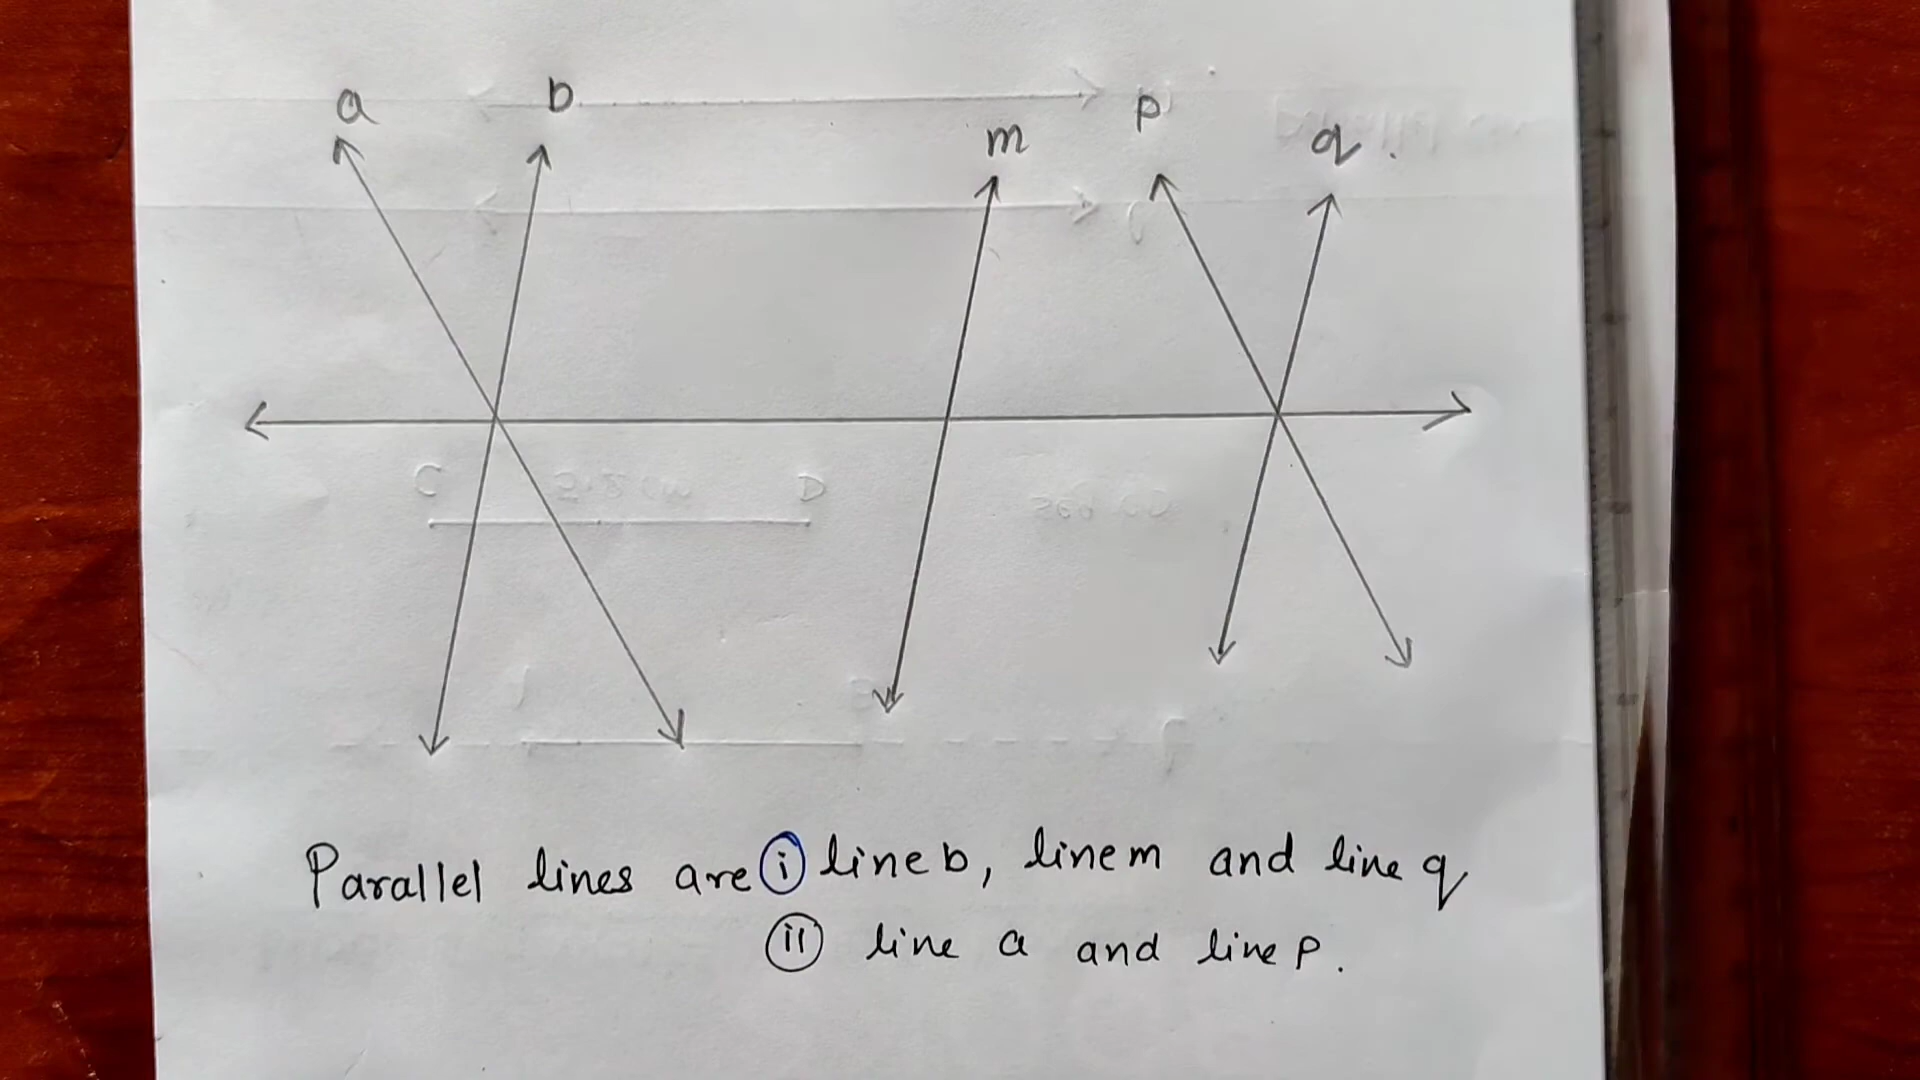 a b m p q.
C D
Parallel lines are (i) line b, line m and line q
(ii) line a and line p.